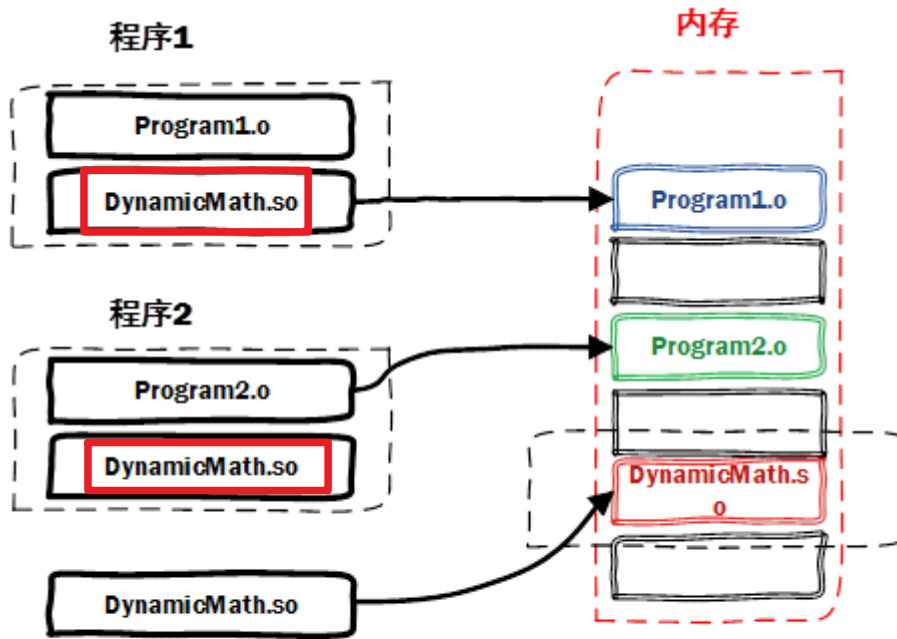 程序1
Program1.o
DynamicMath.so
程序2
Program2.o
DynamicMath.so
DynamicMath.so
内存
Program1.o
Program2.o
DynamicMath.s
o